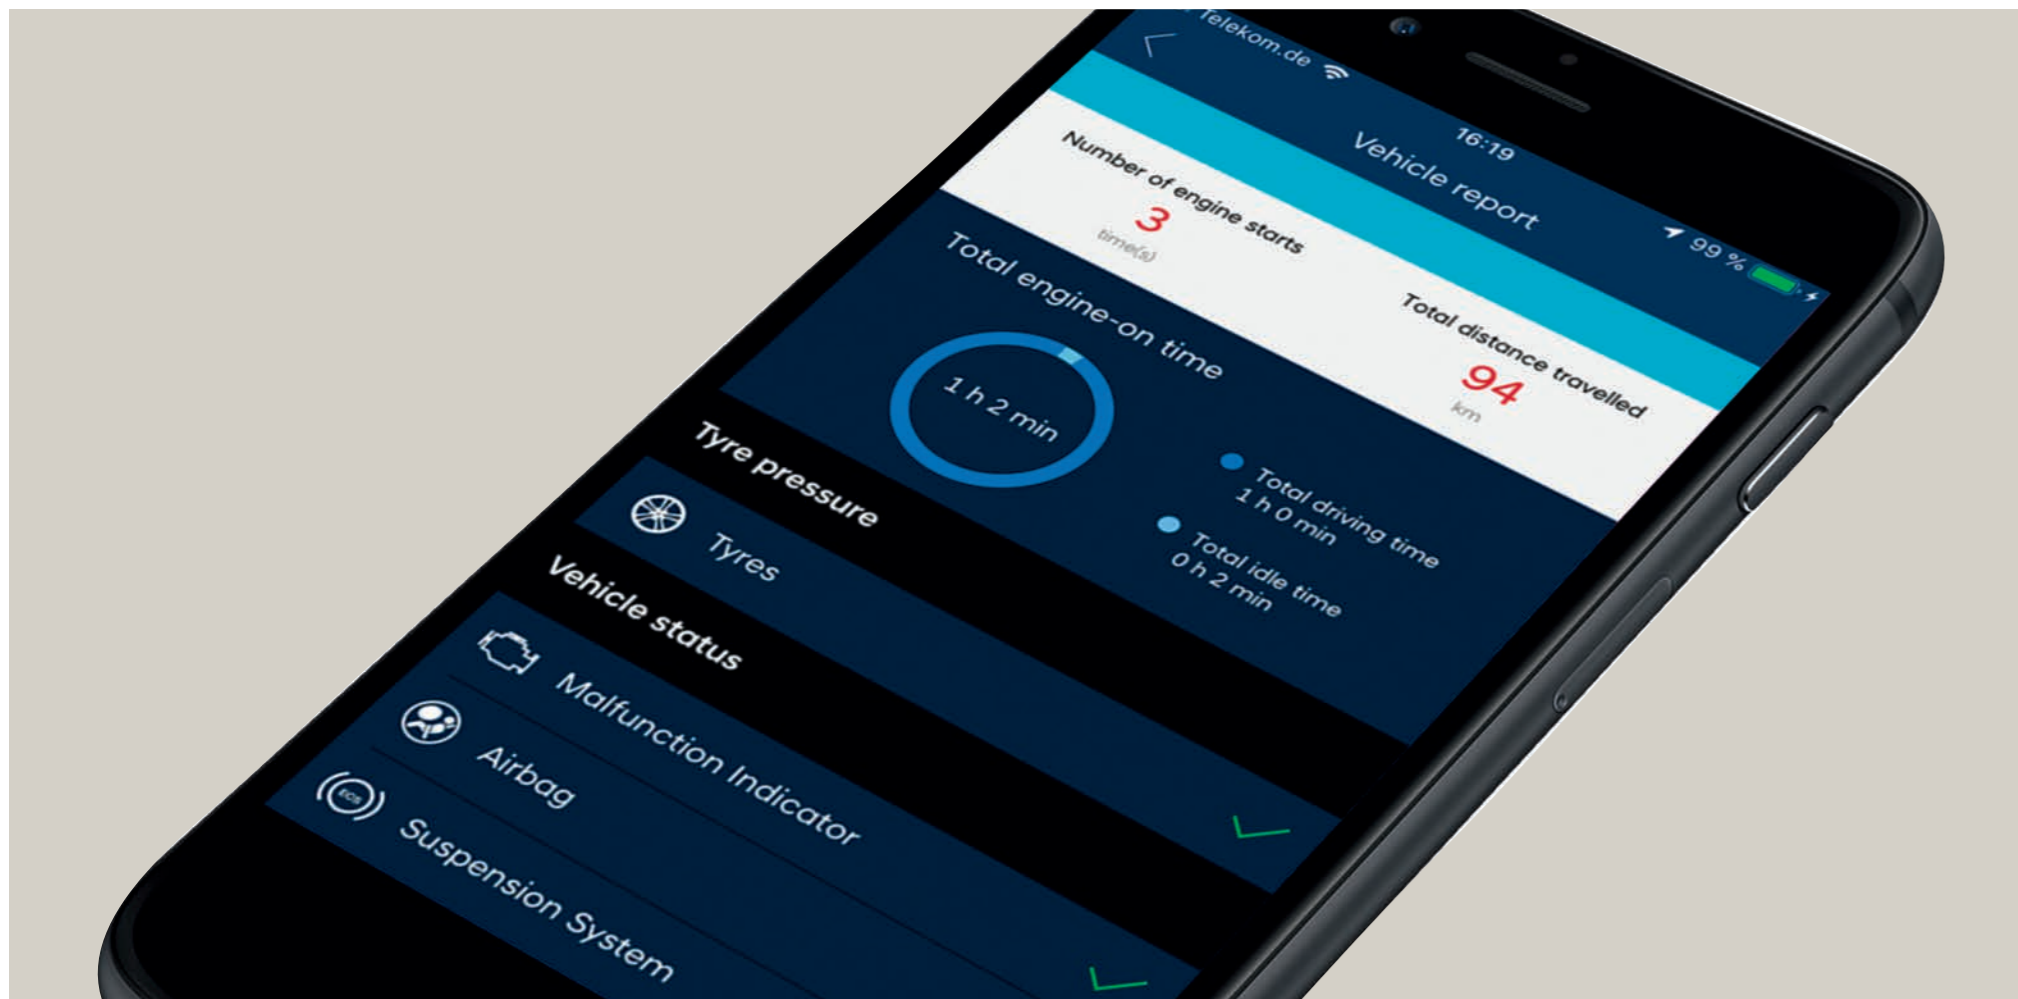 Telekom.de
16:19
99 %
Vehicle report
Number of engine starts
3
time(s)
Total distance travelled
94
km
Total engine-on time
1 h 2 min
Total driving time
1 h 0 min
Total idle time
0 h 2 min
Tyre pressure
Tyres
Vehicle status
Malfunction Indicator
Airbag
ECS
Suspension System